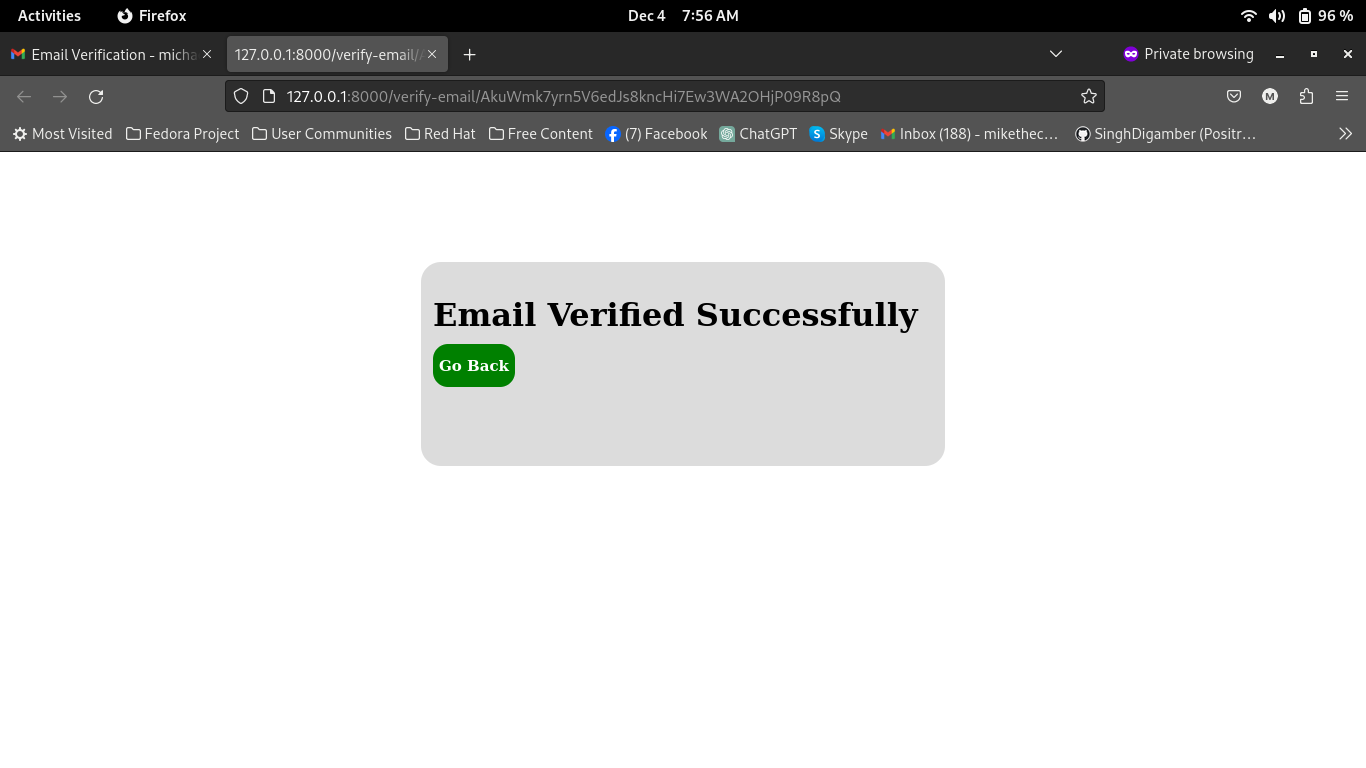 Activities Firefox Dec 4 7:56 AM 96 %
Email Verification - micha 127.0.0.1:8000/verify-email/A Private browsing
127.0.0.1:8000/verify-email/AkuWmk7yrn5V6edJs8kncHi7Ew3WA2OHjP09R8pQ M
Most Visited Fedora Project User Communities Red Hat Free Content (7) Facebook ChatGPT S Skype Inbox (188) - mikethec… SinghDigamber (Positr…
Email Verified Successfully
Go Back